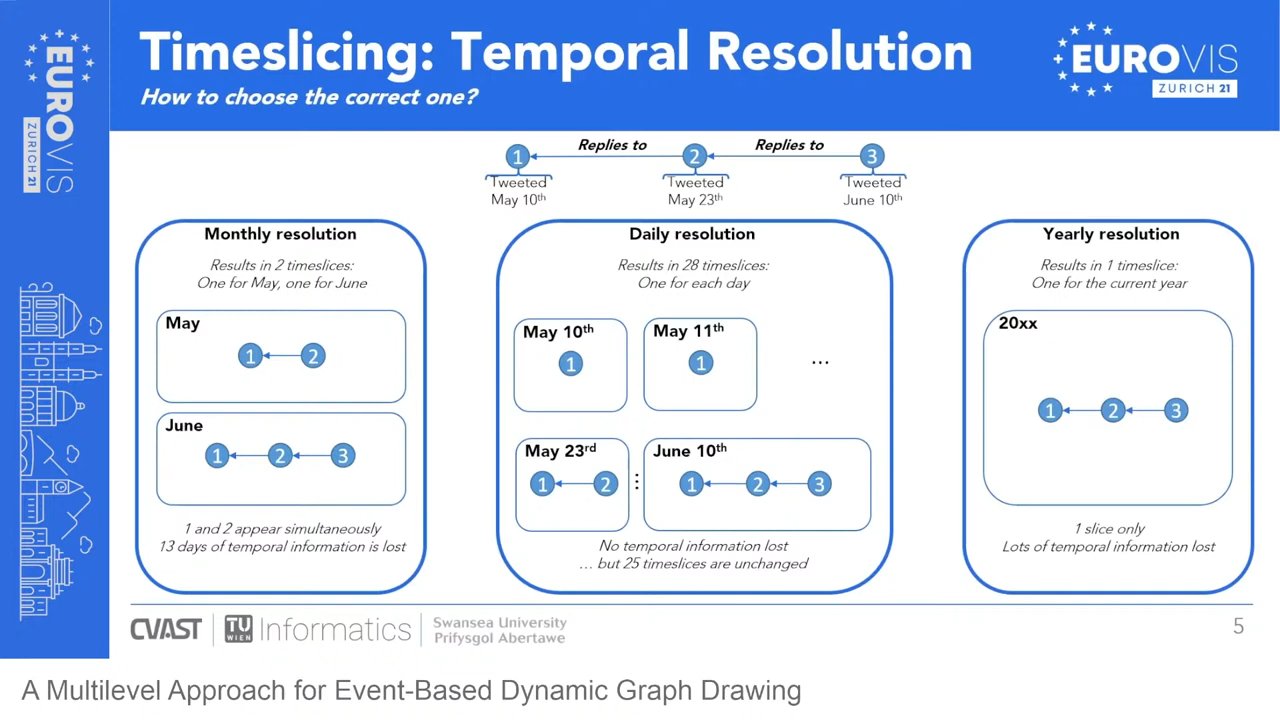 Timeslicing: Temporal Resolution
How to choose the correct one?
EUROVIS
ZURICH 21
EUROVIS
ZURICH 21
1
Replies to
2
Replies to
3
Tweeted
May 10th
Tweeted
May 23th
Tweeted
June 10th
Monthly resolution
Results in 2 timeslices:
One for May, one for June
May
1 2
June
1 2 3
1 and 2 appear simultaneously
13 days of temporal information is lost
Daily resolution
Results in 28 timeslices:
One for each day
May 10th
1
May 11th
1
...
May 23rd
1 2
...
June 10th
1 2 3
No temporal information lost
... but 25 timeslices are unchanged
Yearly resolution
Results in 1 timeslice:
One for the current year
20xx
1 2 3
1 slice only
Lots of temporal information lost
CVAST
TU
WIEN
Informatics
Swansea University
Prifysgol Abertawe
5
A Multilevel Approach for Event-Based Dynamic Graph Drawing